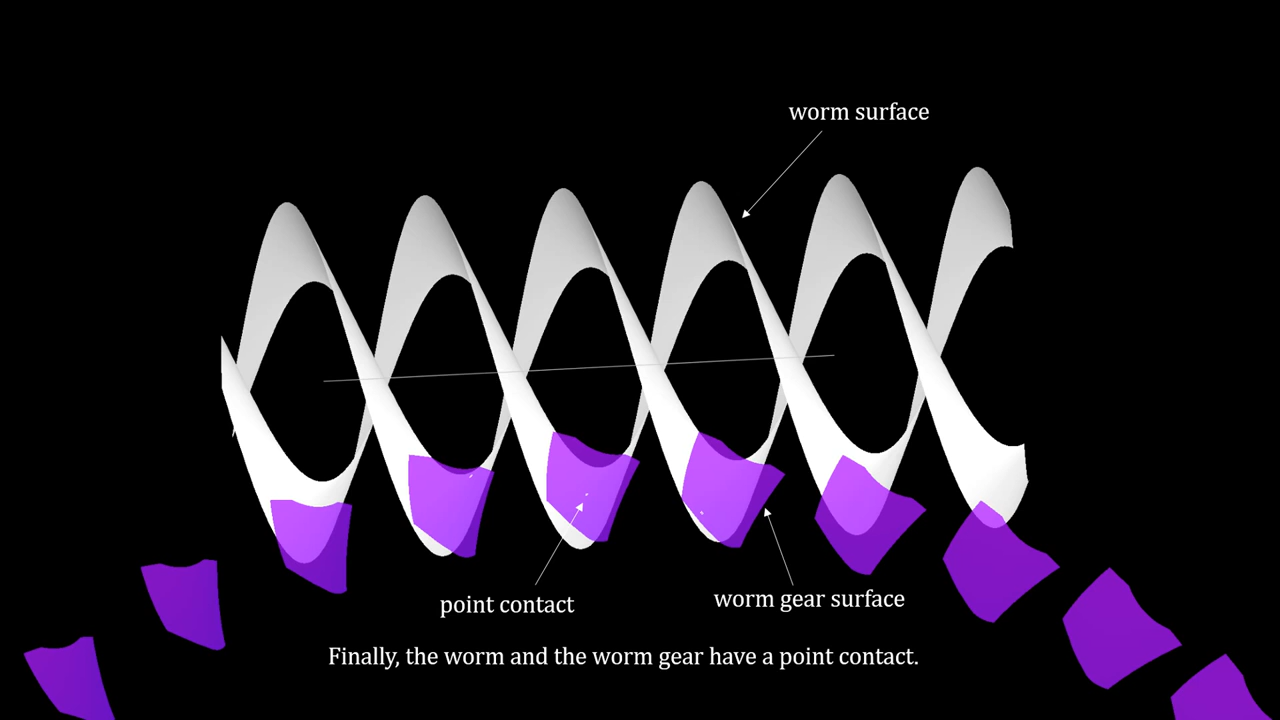 worm surface
point contact
worm gear surface
Finally, the worm and the worm gear have a point contact.